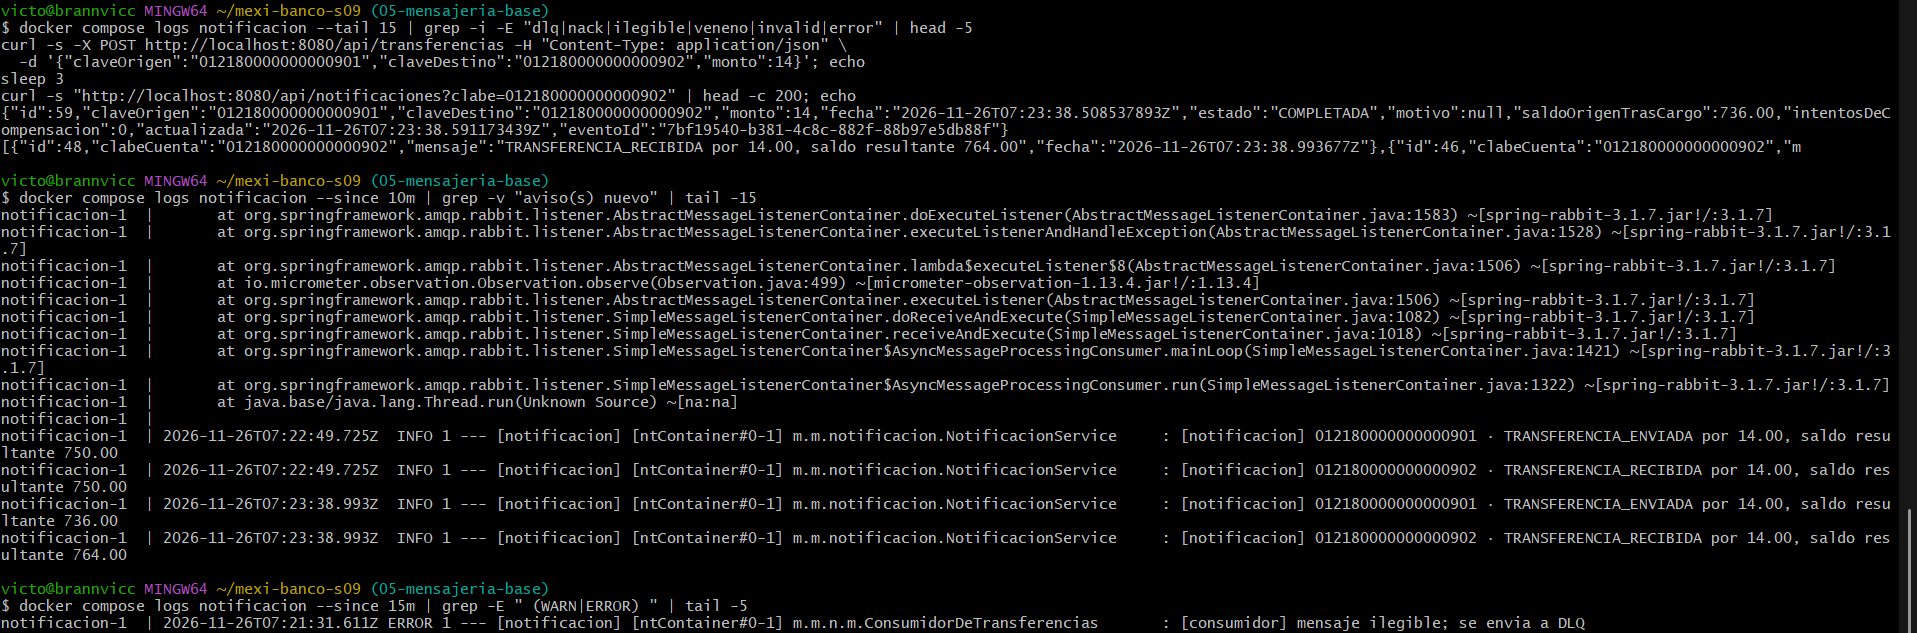 victo@brannvicc MINGW64 ~/mexi-banco-s09 (05-mensajeria-base)
$ docker compose logs notificacion --tail 15 | grep -i -E "dlq|nack|ilegible|veneno|invalid|error" | head -5
curl -s -X POST http://localhost:8080/api/transferencias -H "Content-Type: application/json" \
  -d '{"claveOrigen":"012180000000000901","claveDestino":"012180000000000902","monto":14}'; echo
sleep 3
curl -s "http://localhost:8080/api/notificaciones?clabe=012180000000000902" | head -c 200; echo
{"id":59,"claveOrigen":"012180000000000901","claveDestino":"012180000000000902","monto":14,"fecha":"2026-11-26T07:23:38.508537893Z","estado":"COMPLETADA","motivo":null,"saldoOrigenTrasCargo":736.00,"intentosDeC
ompensacion":0,"actualizada":"2026-11-26T07:23:38.591173439Z","eventoId":"7bf19540-b381-4c8c-882f-88b97e5db88f"}
[{"id":48,"clabeCuenta":"012180000000000902","mensaje":"TRANSFERENCIA_RECIBIDA por 14.00, saldo resultante 764.00","fecha":"2026-11-26T07:23:38.993677Z"},{"id":46,"clabeCuenta":"012180000000000902","m
victo@brannvicc MINGW64 ~/mexi-banco-s09 (05-mensajeria-base)
$ docker compose logs notificacion --since 10m | grep -v "aviso(s) nuevo" | tail -15
notificacion-1  |       at org.springframework.amqp.rabbit.listener.AbstractMessageListenerContainer.doExecuteListener(AbstractMessageListenerContainer.java:1583) ~[spring-rabbit-3.1.7.jar!/:3.1.7]
notificacion-1  |       at org.springframework.amqp.rabbit.listener.AbstractMessageListenerContainer.executeListenerAndHandleException(AbstractMessageListenerContainer.java:1528) ~[spring-rabbit-3.1.7.jar!/:3.1
.7]
notificacion-1  |       at org.springframework.amqp.rabbit.listener.AbstractMessageListenerContainer.lambda$executeListener$8(AbstractMessageListenerContainer.java:1506) ~[spring-rabbit-3.1.7.jar!/:3.1.7]
notificacion-1  |       at io.micrometer.observation.Observation.observe(Observation.java:499) ~[micrometer-observation-1.13.4.jar!/:1.13.4]
notificacion-1  |       at org.springframework.amqp.rabbit.listener.AbstractMessageListenerContainer.executeListener(AbstractMessageListenerContainer.java:1506) ~[spring-rabbit-3.1.7.jar!/:3.1.7]
notificacion-1  |       at org.springframework.amqp.rabbit.listener.SimpleMessageListenerContainer.doReceiveAndExecute(SimpleMessageListenerContainer.java:1082) ~[spring-rabbit-3.1.7.jar!/:3.1.7]
notificacion-1  |       at org.springframework.amqp.rabbit.listener.SimpleMessageListenerContainer.receiveAndExecute(SimpleMessageListenerContainer.java:1018) ~[spring-rabbit-3.1.7.jar!/:3.1.7]
notificacion-1  |       at org.springframework.amqp.rabbit.listener.SimpleMessageListenerContainer$AsyncMessageProcessingConsumer.mainLoop(SimpleMessageListenerContainer.java:1421) ~[spring-rabbit-3.1.7.jar!/:3
.1.7]
notificacion-1  |       at org.springframework.amqp.rabbit.listener.SimpleMessageListenerContainer$AsyncMessageProcessingConsumer.run(SimpleMessageListenerContainer.java:1322) ~[spring-rabbit-3.1.7.jar!/:3.1.7]
notificacion-1  |       at java.base/java.lang.Thread.run(Unknown Source) ~[na:na]
notificacion-1  |
notificacion-1  | 2026-11-26T07:22:49.725Z  INFO 1 --- [notificacion] [ntContainer#0-1] m.m.notificacion.NotificacionService     : [notificacion] 012180000000000901 · TRANSFERENCIA_ENVIADA por 14.00, saldo resu
ltante 750.00
notificacion-1  | 2026-11-26T07:22:49.725Z  INFO 1 --- [notificacion] [ntContainer#0-1] m.m.notificacion.NotificacionService     : [notificacion] 012180000000000902 · TRANSFERENCIA_RECIBIDA por 14.00, saldo res
ultante 750.00
notificacion-1  | 2026-11-26T07:23:38.993Z  INFO 1 --- [notificacion] [ntContainer#0-1] m.m.notificacion.NotificacionService     : [notificacion] 012180000000000901 · TRANSFERENCIA_ENVIADA por 14.00, saldo resu
ltante 736.00
notificacion-1  | 2026-11-26T07:23:38.993Z  INFO 1 --- [notificacion] [ntContainer#0-1] m.m.notificacion.NotificacionService     : [notificacion] 012180000000000902 · TRANSFERENCIA_RECIBIDA por 14.00, saldo res
ultante 764.00
victo@brannvicc MINGW64 ~/mexi-banco-s09 (05-mensajeria-base)
$ docker compose logs notificacion --since 15m | grep -E " (WARN|ERROR) " | tail -5
notificacion-1  | 2026-11-26T07:21:31.611Z ERROR 1 --- [notificacion] [ntContainer#0-1] m.m.n.m.ConsumidorDeTransferencias       : [consumidor] mensaje ilegible; se envia a DLQ